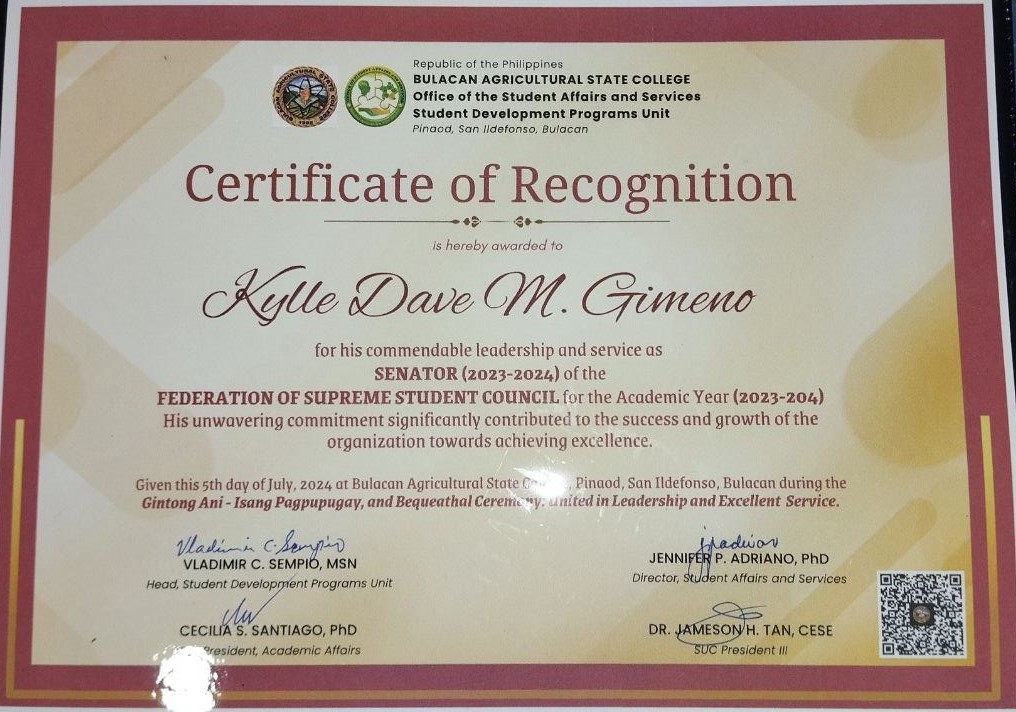 Republic of the Philippines
BULACAN AGRICULTURAL STATE COLLEGE
Office of the Student Affairs and Services
Student Development Programs Unit
Pinaod, San Ildefonso, Bulacan
Certificate of Recognition
is hereby awarded to
Kylle Dave M. Gimeno
for his commendable leadership and service as
SENATOR (2023-2024) of the
FEDERATION OF SUPREME STUDENT COUNCIL for the Academic Year (2023-204)
His unwavering commitment significantly contributed to the success and growth of the
organization towards achieving excellence.
Given this 5th day of July, 2024 at Bulacan Agricultural State Pinaod, San Ildefonso, Bulacan during the
Gintong Ani - Isang Pagpupugay, and Bequeathal Ceremony: United in Leadership and Excellent Service.
Vladimir C. Sempio
VLADIMIR C. SEMPIO, MSN
Head, Student Development Programs Unit
JENNIFER P. ADRIANO, PhD
Director, Student Affairs and Services
CECILIA S. SANTIAGO, PhD
President, Academic Affairs
DR. JAMESON H. TAN, CESE
SUC President III